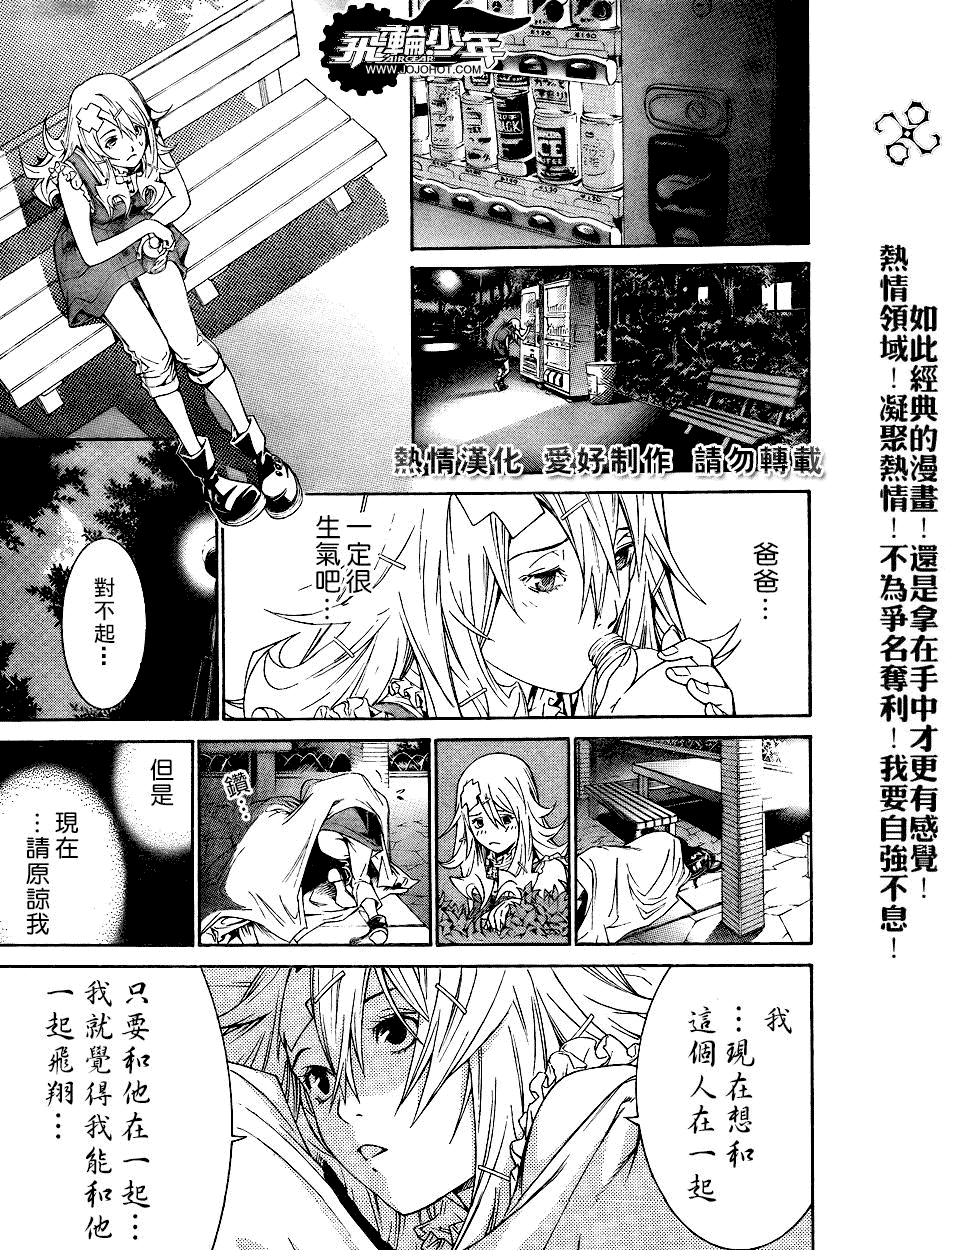 飛輪少年
AIRGEAR
WWW.JOJOHOT.COM
熱情漢化 愛好制作 請勿轉載
如此經典的漫畫！還是拿在手中才更有感覺！
熱情領域！凝聚熱情！不為爭名奪利！我要自強不息！
爸爸…
一定很
生氣吧…
對不起…
鑽…
但是
現在
…請原諒我
我
…現在想和
這個人在一起
只要和他在一起…
我就覺得我能和他
一起飛翔…